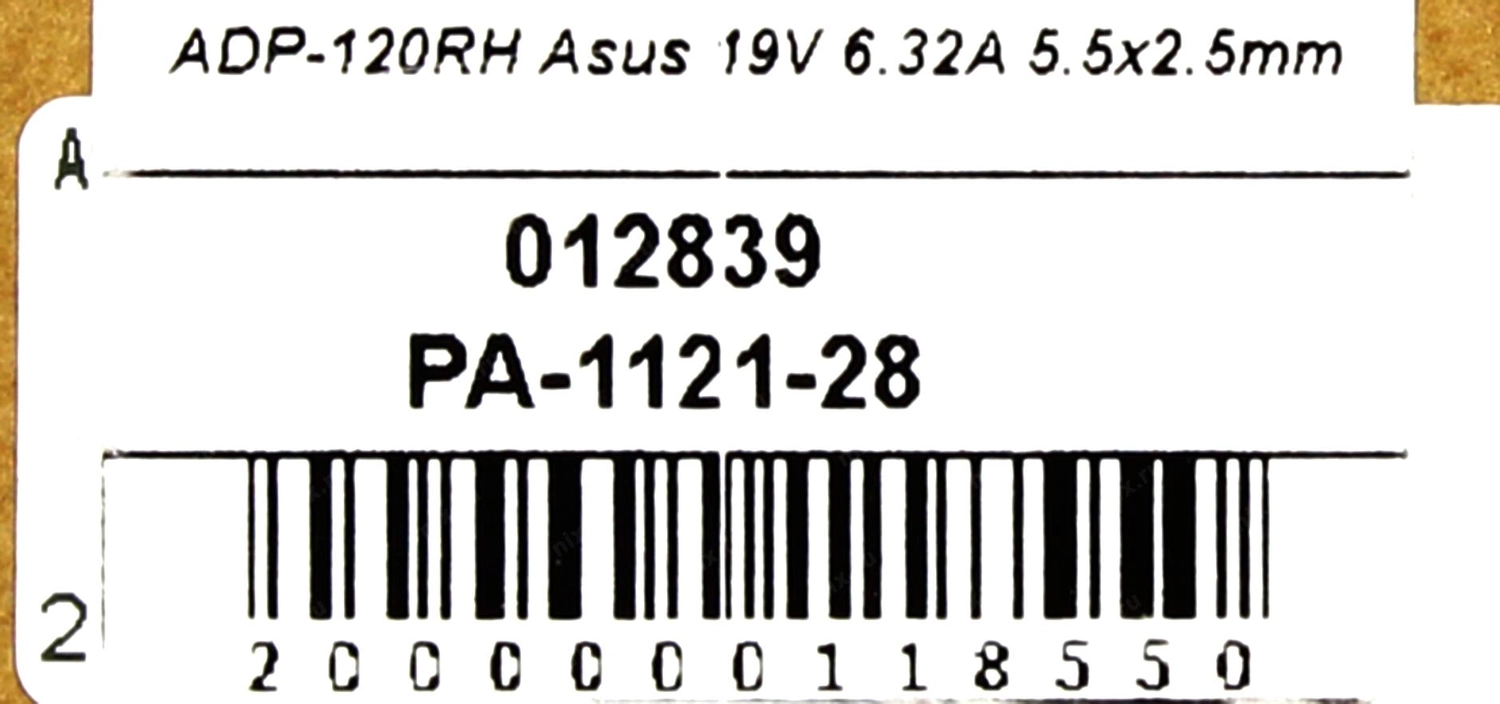 ADP-120RH Asus 19V 6.32A 5.5x2.5mm
A
012839
PA-1121-28
2
2000000118550